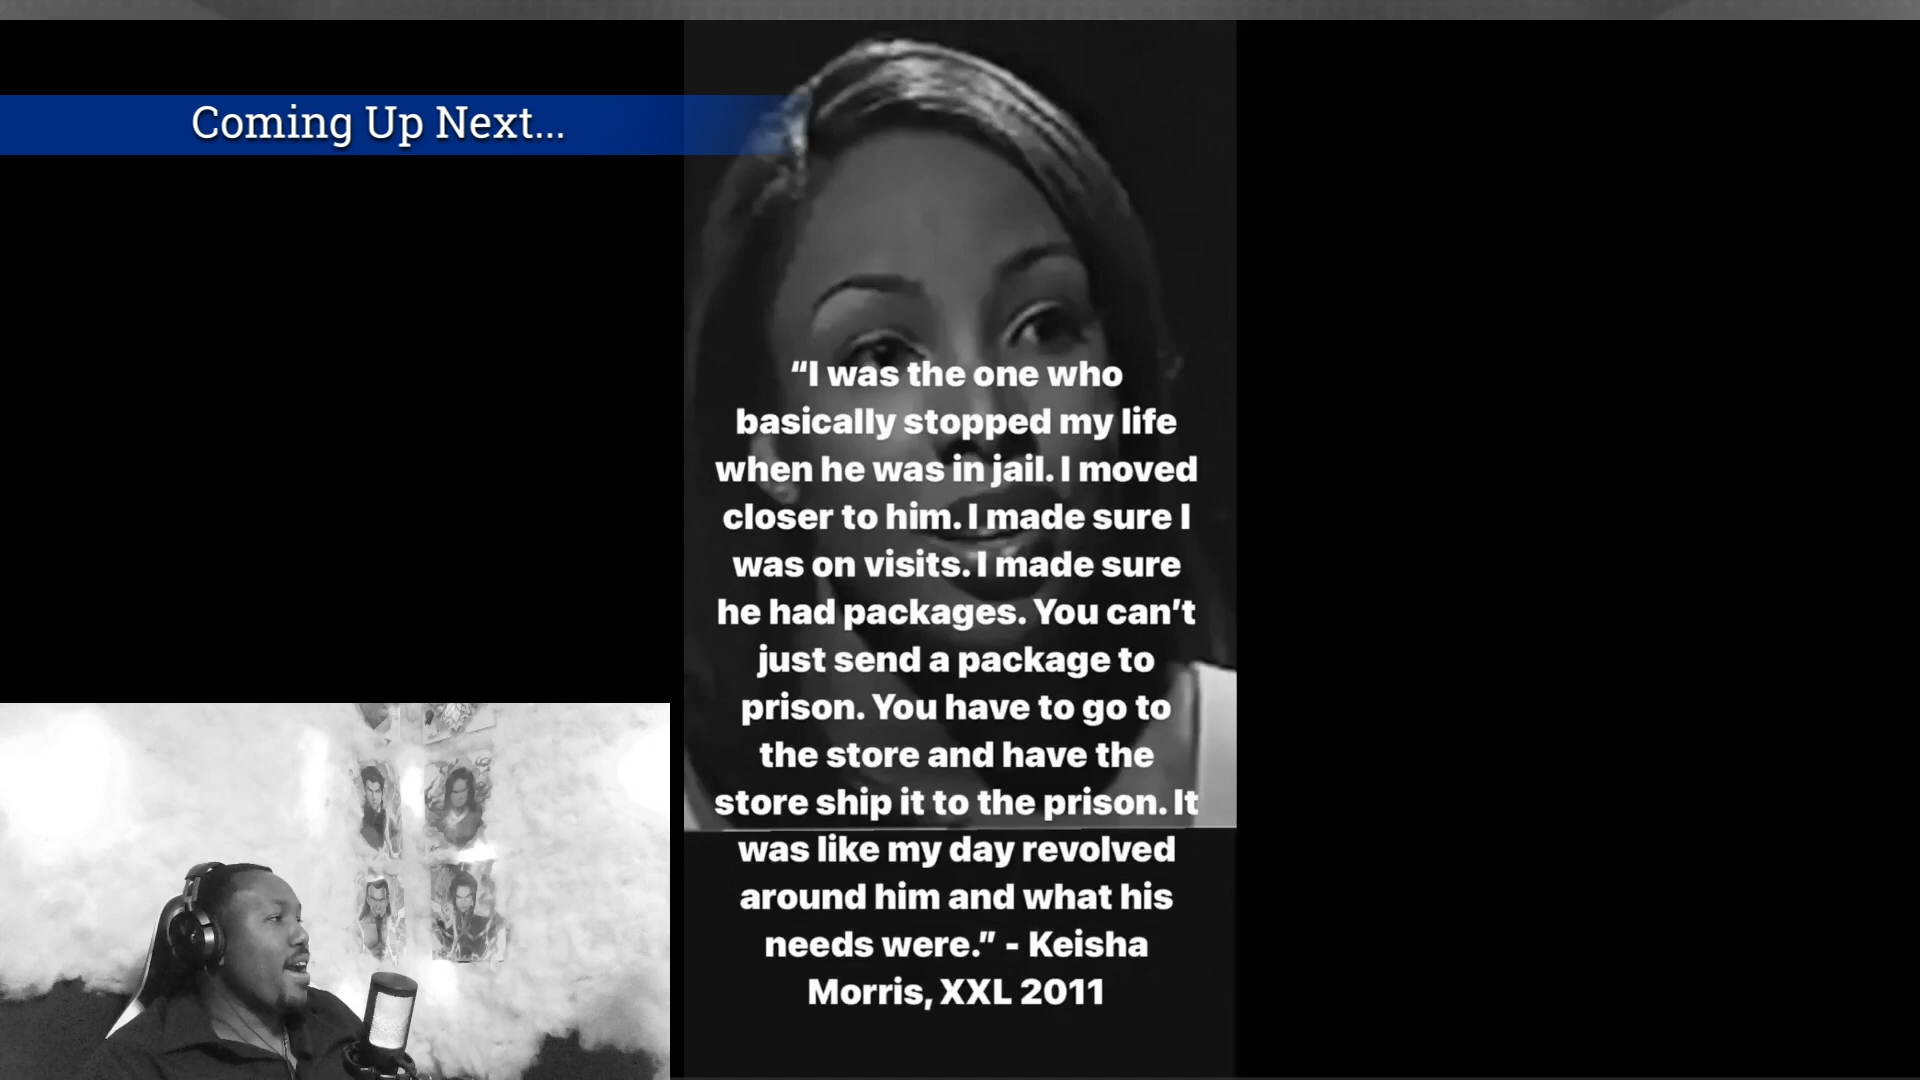 Coming Up Next...
“I was the one who
basically stopped my life
when he was in jail. I moved
closer to him. I made sure I
was on visits. I made sure
he had packages. You can’t
just send a package to
prison. You have to go to
the store and have the
store ship it to the prison. It
was like my day revolved
around him and what his
needs were.” - Keisha
Morris, XXL 2011